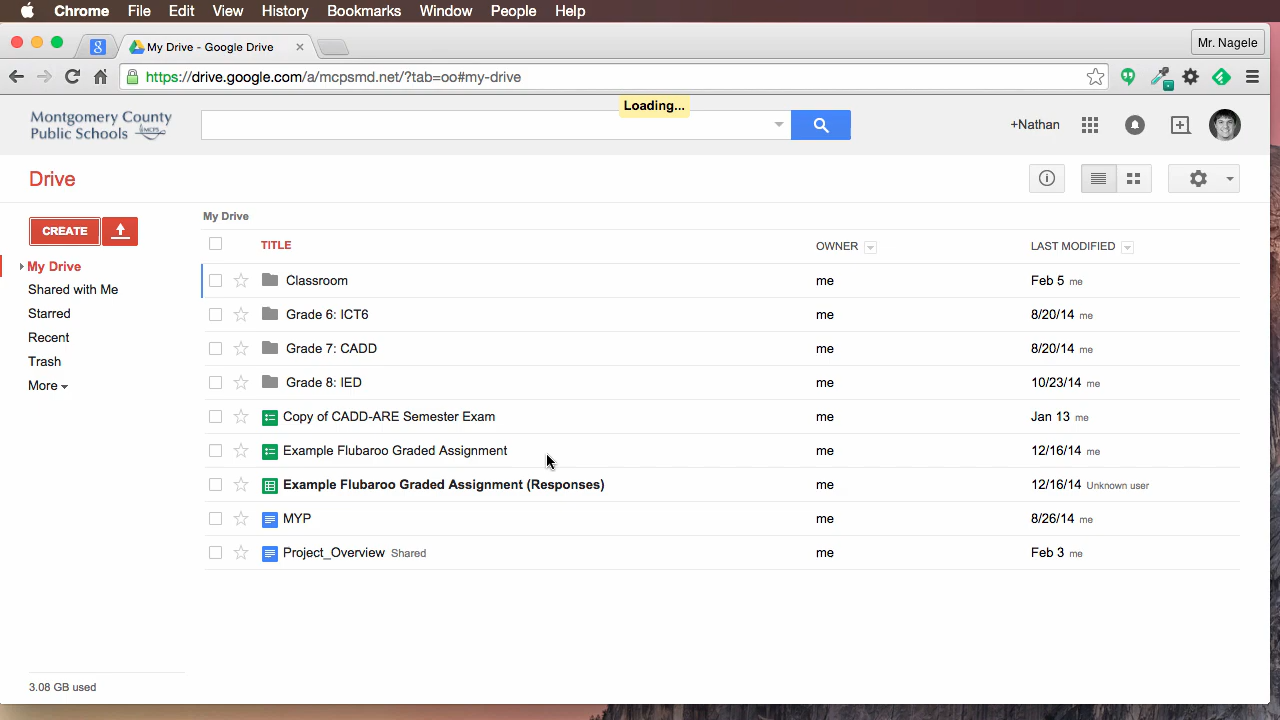 Chrome File Edit View History Bookmarks Window People Help
My Drive - Google Drive
Mr. Nagele
https://drive.google.com/a/mcpsmd.net/?tab=oo#my-drive
Loading...
Montgomery County
Public Schools MCPS
+Nathan
Drive
CREATE
My Drive
Shared with Me
Starred
Recent
Trash
More
3.08 GB used
My Drive
TITLE OWNER LAST MODIFIED
Classroom me Feb 5 me
Grade 6: ICT6 me 8/20/14 me
Grade 7: CADD me 8/20/14 me
Grade 8: IED me 10/23/14 me
Copy of CADD-ARE Semester Exam me Jan 13 me
Example Flubaroo Graded Assignment me 12/16/14 me
Example Flubaroo Graded Assignment (Responses) me 12/16/14 Unknown user
MYP me 8/26/14 me
Project_Overview Shared me Feb 3 me